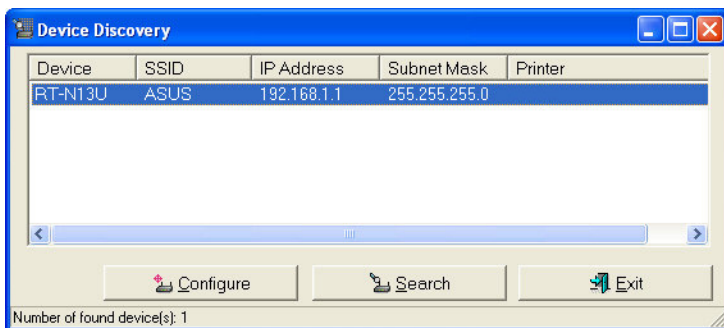 Device Discovery
Device SSID IP Address Subnet Mask Printer
RT-N13U ASUS 192.168.1.1 255.255.255.0
Configure Search Exit
Number of found device(s): 1